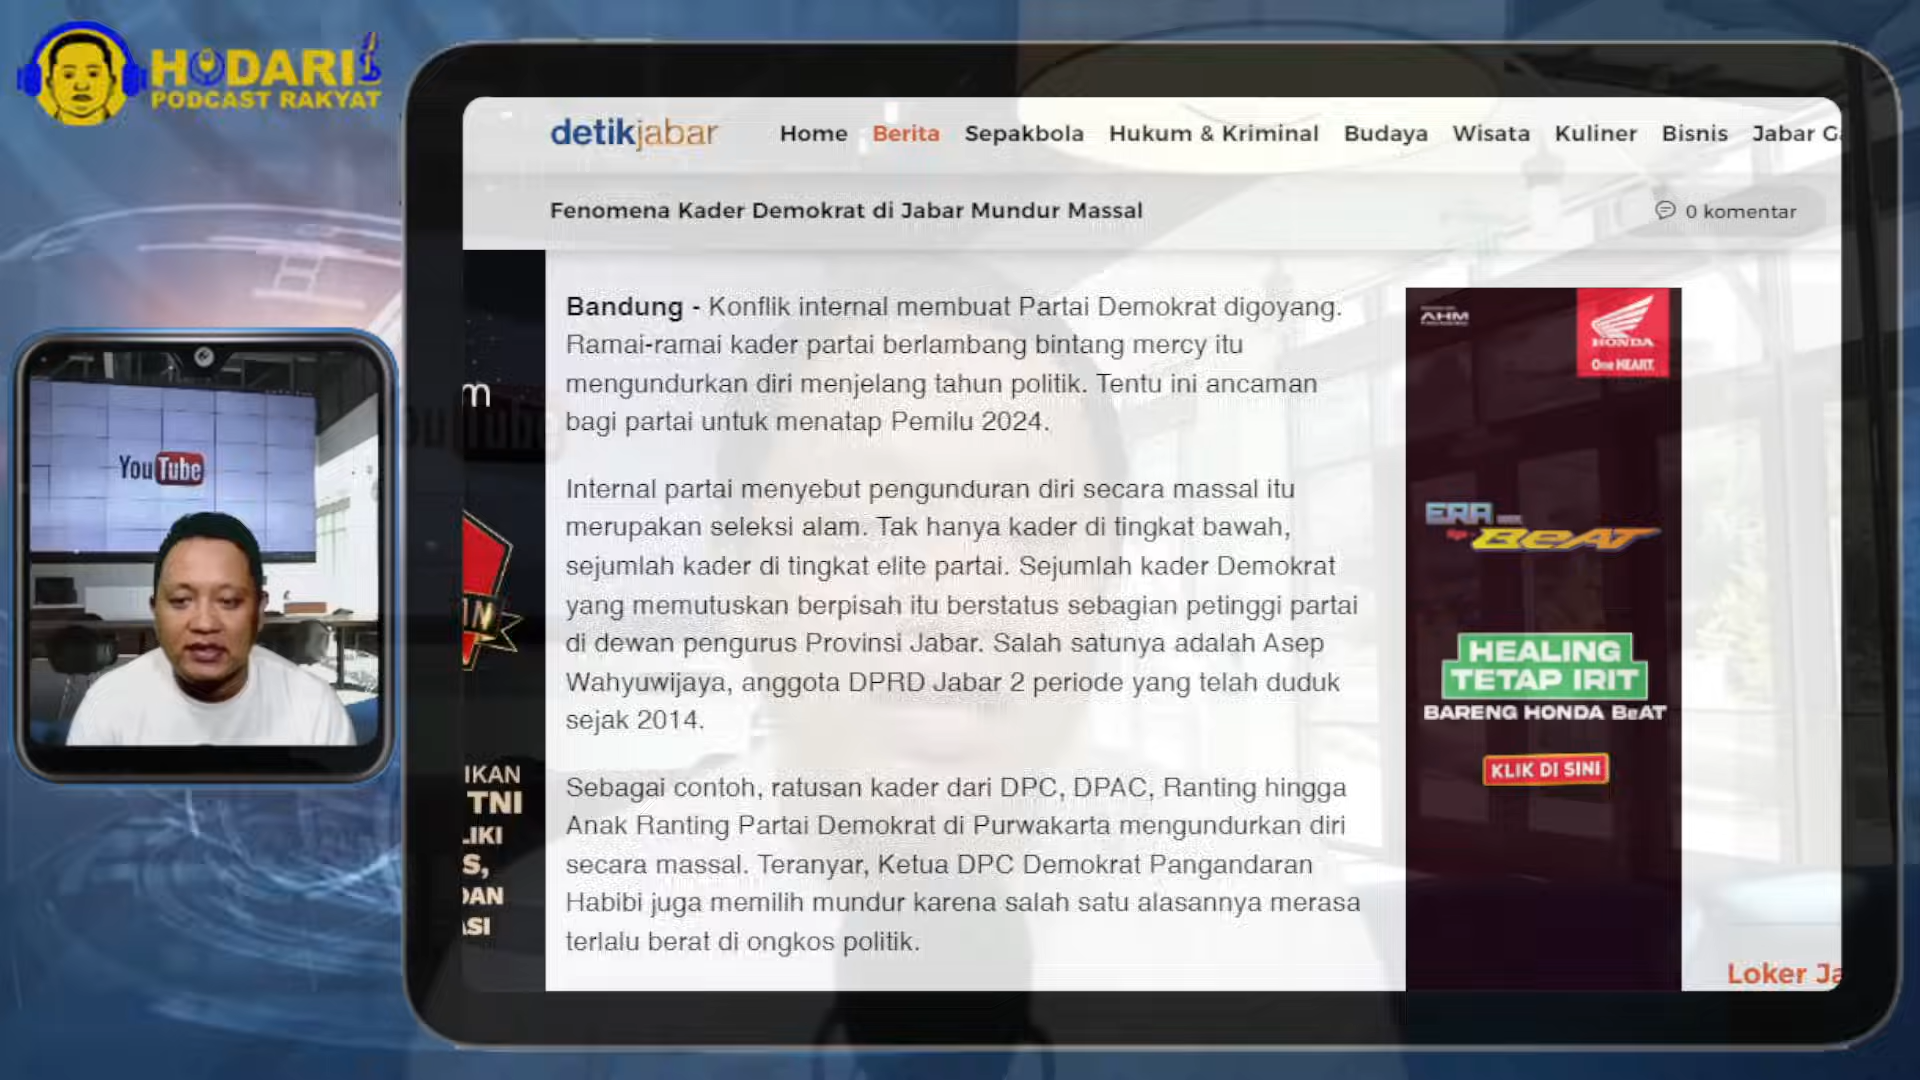 HODARI
PODCAST RAKYAT
detikjabar
Home Berita Sepakbola Hukum & Kriminal Budaya Wisata Kuliner Bisnis Jabar
Fenomena Kader Demokrat di Jabar Mundur Massal
0 komentar
Bandung - Konflik internal membuat Partai Demokrat digoyang.
Ramai-ramai kader partai berlambang bintang mercy itu
mengundurkan diri menjelang tahun politik. Tentu ini ancaman
bagi partai untuk menatap Pemilu 2024.
Internal partai menyebut pengunduran diri secara massal itu
merupakan seleksi alam. Tak hanya kader di tingkat bawah,
sejumlah kader di tingkat elite partai. Sejumlah kader Demokrat
yang memutuskan berpisah itu berstatus sebagian petinggi partai
di dewan pengurus Provinsi Jabar. Salah satunya adalah Asep
Wahyuwijaya, anggota DPRD Jabar 2 periode yang telah duduk
sejak 2014.
Sebagai contoh, ratusan kader dari DPC, DPAC, Ranting hingga
Anak Ranting Partai Demokrat di Purwakarta mengundurkan diri
secara massal. Teranyar, Ketua DPC Demokrat Pangandaran
Habibi juga memilih mundur karena salah satu alasannya merasa
terlalu berat di ongkos politik.
YouTube
m
IN
IKAN
TNI
LIKI
S,
DAN
ASI
AHM
HONDA
One HEART.
ERA
BeAT
HEALING
TETAP IRIT
BARENG HONDA BeAT
KLIK DI SINI
Loker Ja